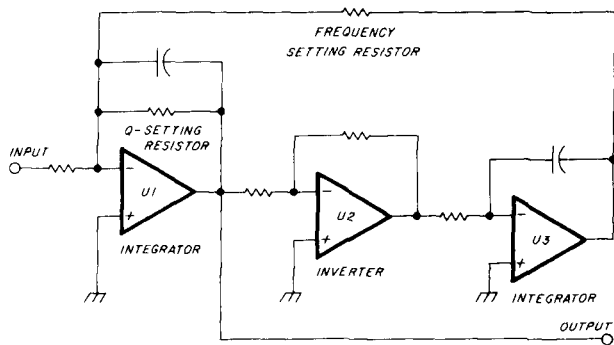 FREQUENCY
SETTING RESISTOR
Q-SETTING
RESISTOR
INPUT
U1
U2
U3
INTEGRATOR
INVERTER
INTEGRATOR
OUTPUT